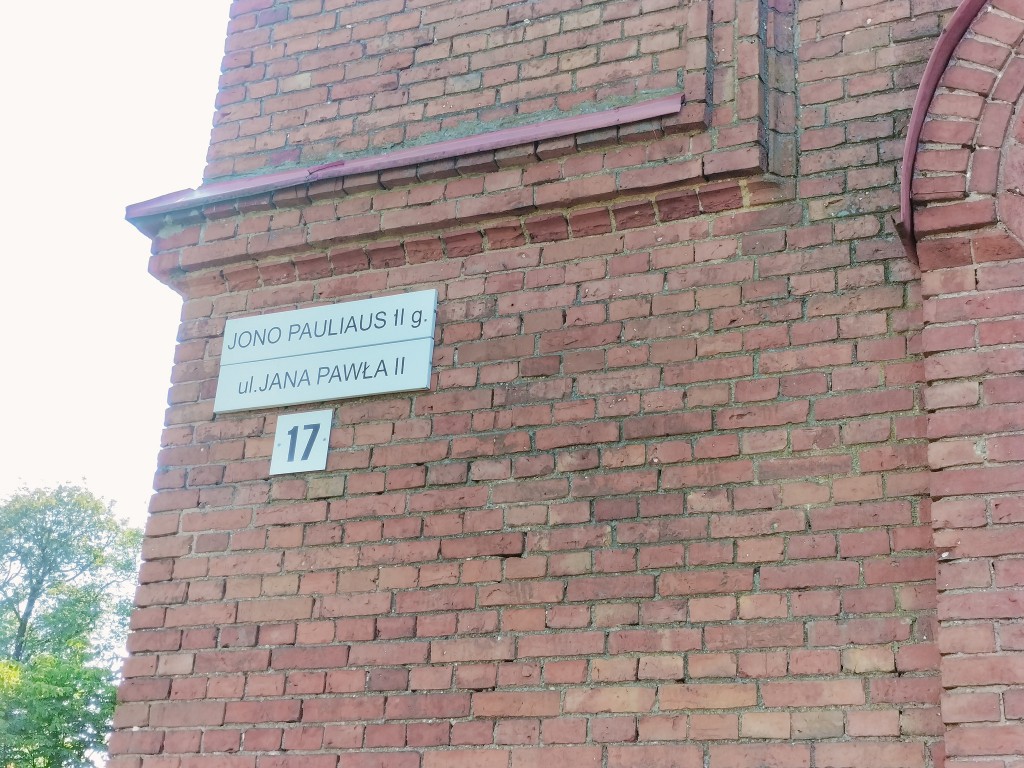 JONO PAULIAUS II g.
ul.JANA PAWŁA II
17